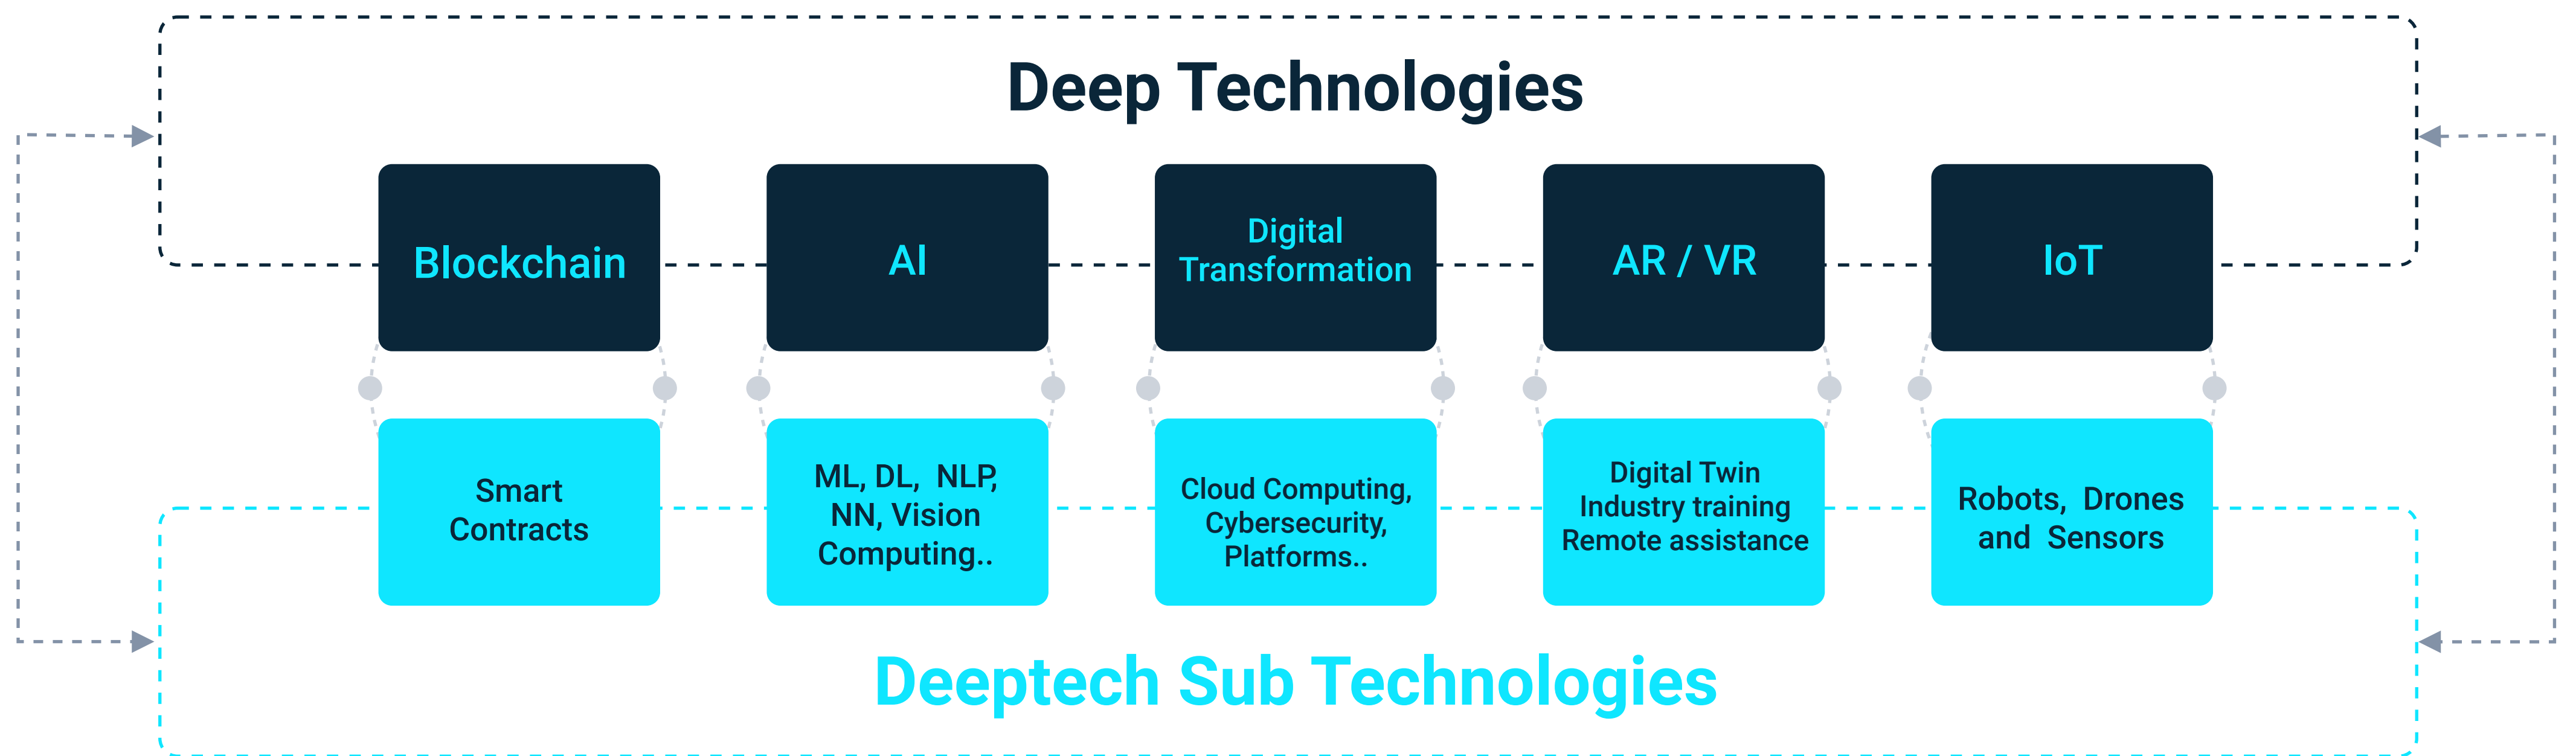 Deep Technologies
Blockchain
AI
Digital
Transformation
AR / VR
IoT
Smart
Contracts
ML, DL, NLP,
NN, Vision
Computing..
Cloud Computing,
Cybersecurity,
Platforms..
Digital Twin
Industry training
Remote assistance
Robots, Drones
and Sensors
Deeptech Sub Technologies